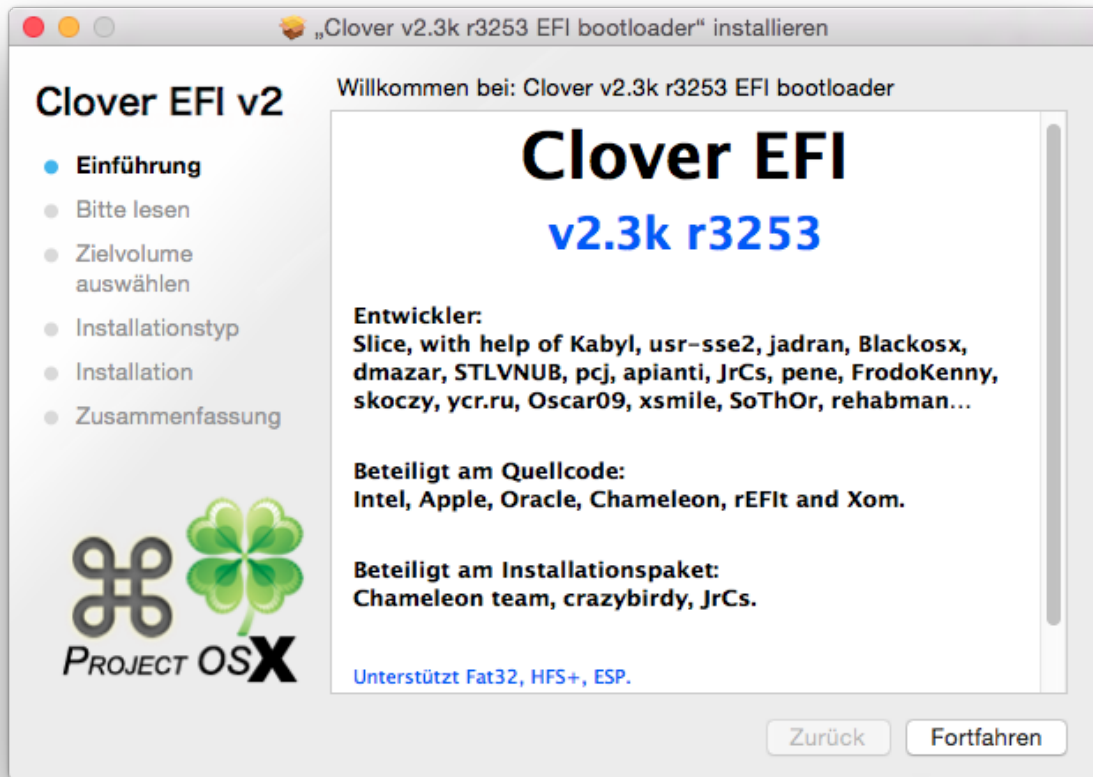 „Clover v2.3k r3253 EFI bootloader“ installieren
Clover EFI v2
Einführung
Bitte lesen
Zielvolume
auswählen
Installationstyp
Installation
Zusammenfassung
PROJECT OSX
Willkommen bei: Clover v2.3k r3253 EFI bootloader
Clover EFI
v2.3k r3253
Entwickler:
Slice, with help of Kabyl, usr-sse2, jadran, Blackosx,
dmazar, STLVNUB, pcj, apianti, JrCs, pene, FrodoKenny,
skoczy, ycr.ru, Oscar09, xsmile, SoThOr, rehabman…
Beteiligt am Quellcode:
Intel, Apple, Oracle, Chameleon, rEFIt and Xom.
Beteiligt am Installationspaket:
Chameleon team, crazybirdy, JrCs.
Unterstützt Fat32, HFS+, ESP.
Zurück
Fortfahren